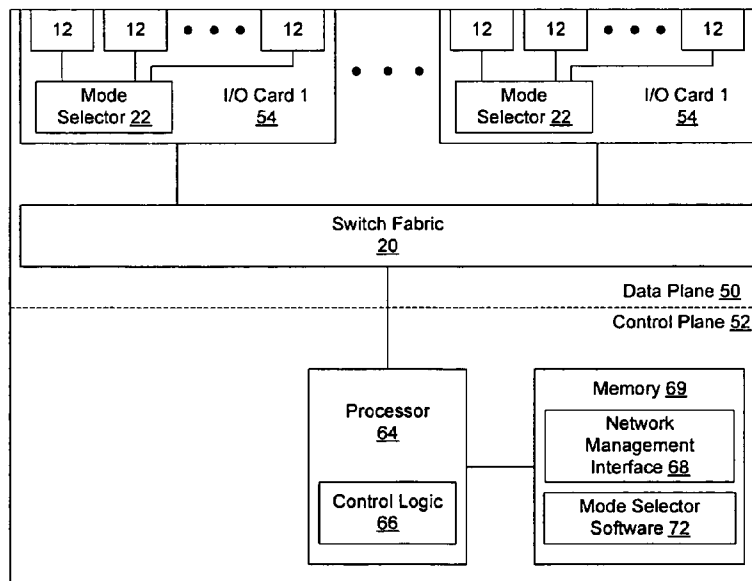 12 12 12 12 12 12
Mode
Selector 22
I/O Card 1
54
Mode
Selector 22
I/O Card 1
54
Switch Fabric
20
Data Plane 50
Control Plane 52
Processor
64
Control Logic
66
Memory 69
Network
Management
Interface 68
Mode Selector
Software 72